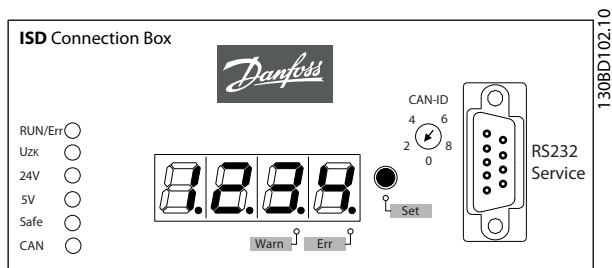 ISD Connection Box
Danfoss
130BD102.10
RUN/Err
UZK
24V
5V
Safe
CAN
1.2.3.4.
Warn
Err
Set
CAN-ID
4 6
2 8
0
RS232
Service